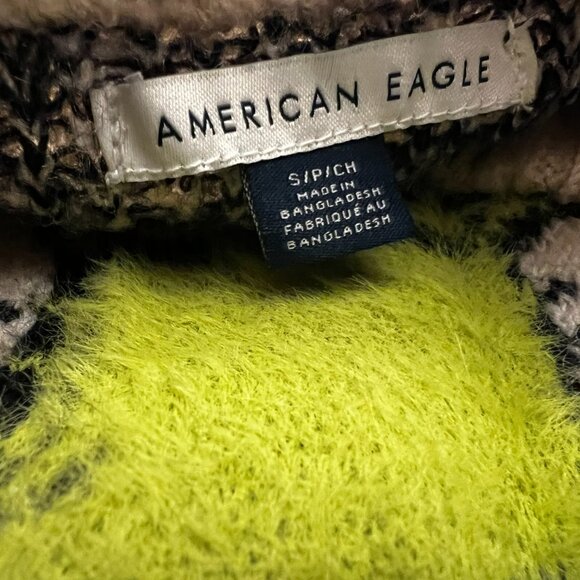 AMERICAN EAGLE
S/P/CH
MADE IN
BANGLADESH
FABRIQUÉ AU
BANGLADESH